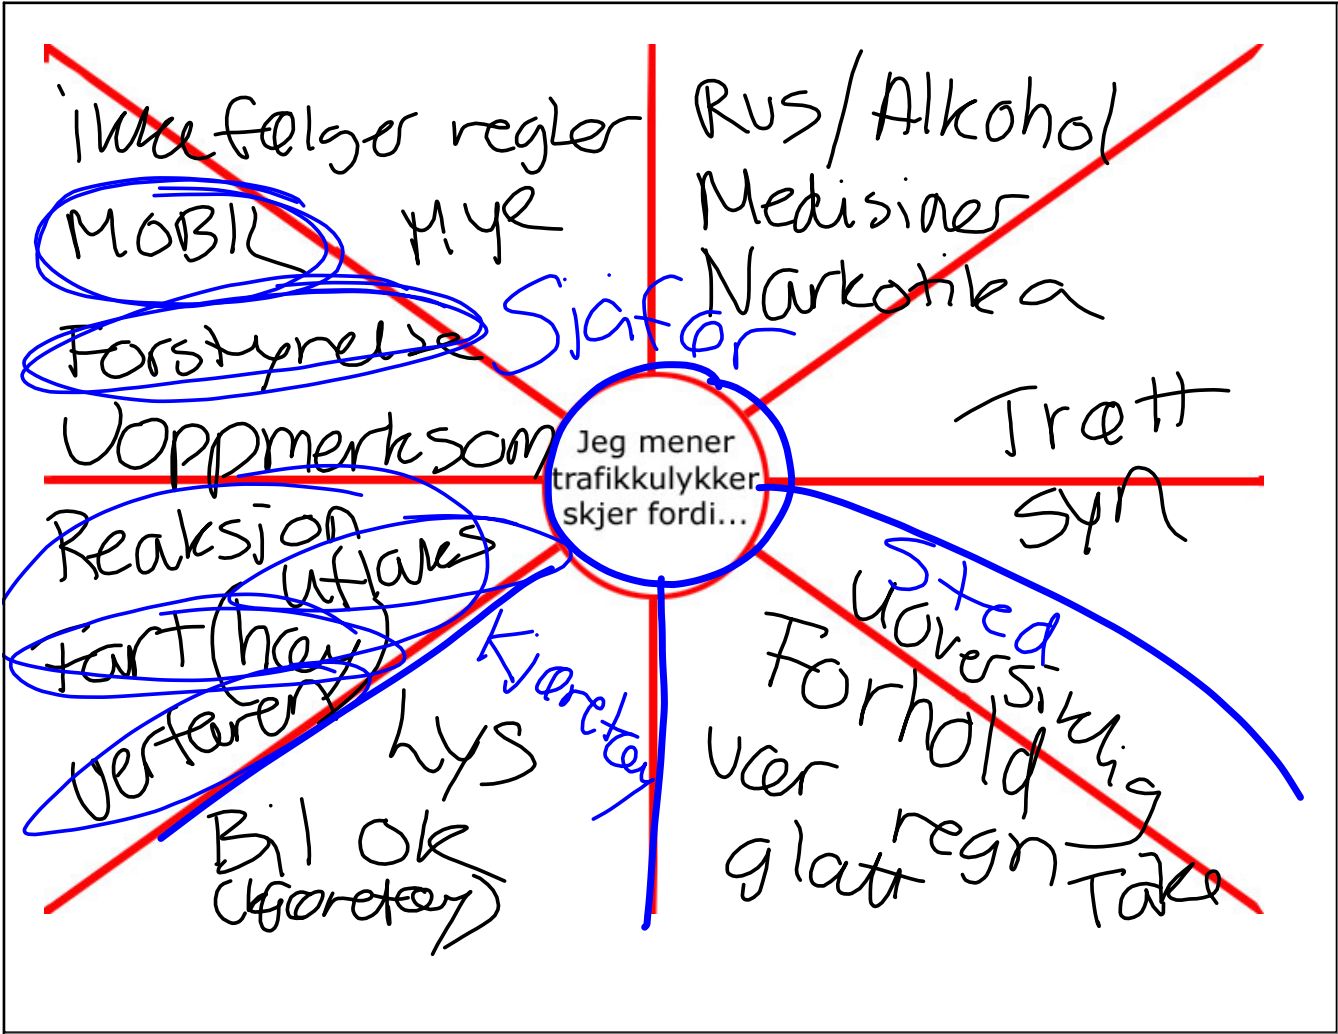 ikke følger regler
MOBIL
MYE
Forstyrrelse
Uoppmerksom
Rus/Alkohol
Medisiner
Narkotika
Sjåfør
Trøtt
syn
Jeg mener
trafikkulykker
skjer fordi...
Reaksjon
uflaks
fart (høy)
Kjøretøy
Lys
Bil OK
(kjøretøy)
Sted
uoversiktlig
Forhold
Vær
regn
glatt
Tåke